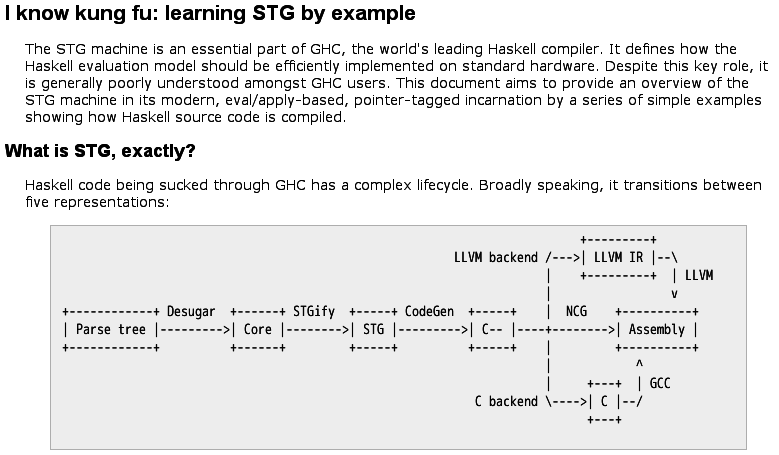 I know kung fu: learning STG by example
The STG machine is an essential part of GHC, the world's leading Haskell compiler. It defines how the
Haskell evaluation model should be efficiently implemented on standard hardware. Despite this key role, it
is generally poorly understood amongst GHC users. This document aims to provide an overview of the
STG machine in its modern, eval/apply-based, pointer-tagged incarnation by a series of simple examples
showing how Haskell source code is compiled.
What is STG, exactly?
Haskell code being sucked through GHC has a complex lifecycle. Broadly speaking, it transitions between
five representations:
                                                               +---------+
                                             LLVM backend /--->| LLVM IR |--\
                                                          |    +---------+  | LLVM
                                                          |                 v
+------------+ Desugar  +------+ STGify  +-----+ CodeGen  +-----+    |  NCG    +----------+
| Parse tree |--------->| Core |-------->| STG |--------->| C-- |----+-------->| Assembly |
+------------+          +------+         +-----+          +-----+    |         +----------+
                                                          |            ^
                                                          |     +---+  | GCC
                                                C backend \---->| C |--/
                                                                +---+